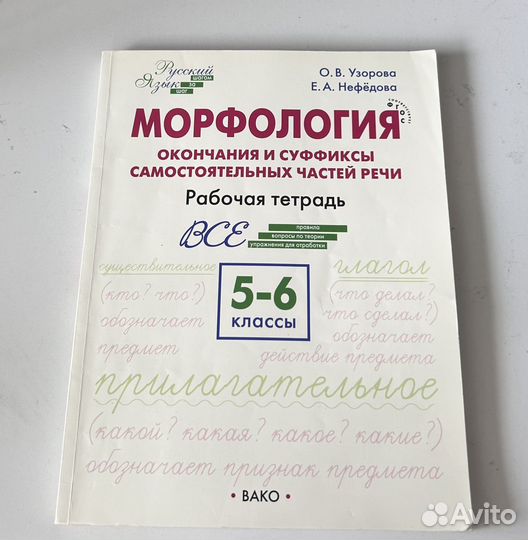 Русский
шагом
Язык
за
шаг
О. В. Узорова
Е. А. Нефёдова
ФГОС
МОРФОЛОГИЯ
ОКОНЧАНИЯ И СУФФИКСЫ
САМОСТОЯТЕЛЬНЫХ ЧАСТЕЙ РЕЧИ
Рабочая тетрадь
ВСЕ
правила
вопросы по теории
упражнения для отработки
существительное
(кто? что?)
обозначает
предмет
5–6
КЛАССЫ
глагол
(что делает?
что сделал?)
обозначает
действие предмета
прилагательное
(какой? какая? какое? какие?)
обозначает признак предмета
• ВАКО •
Avito